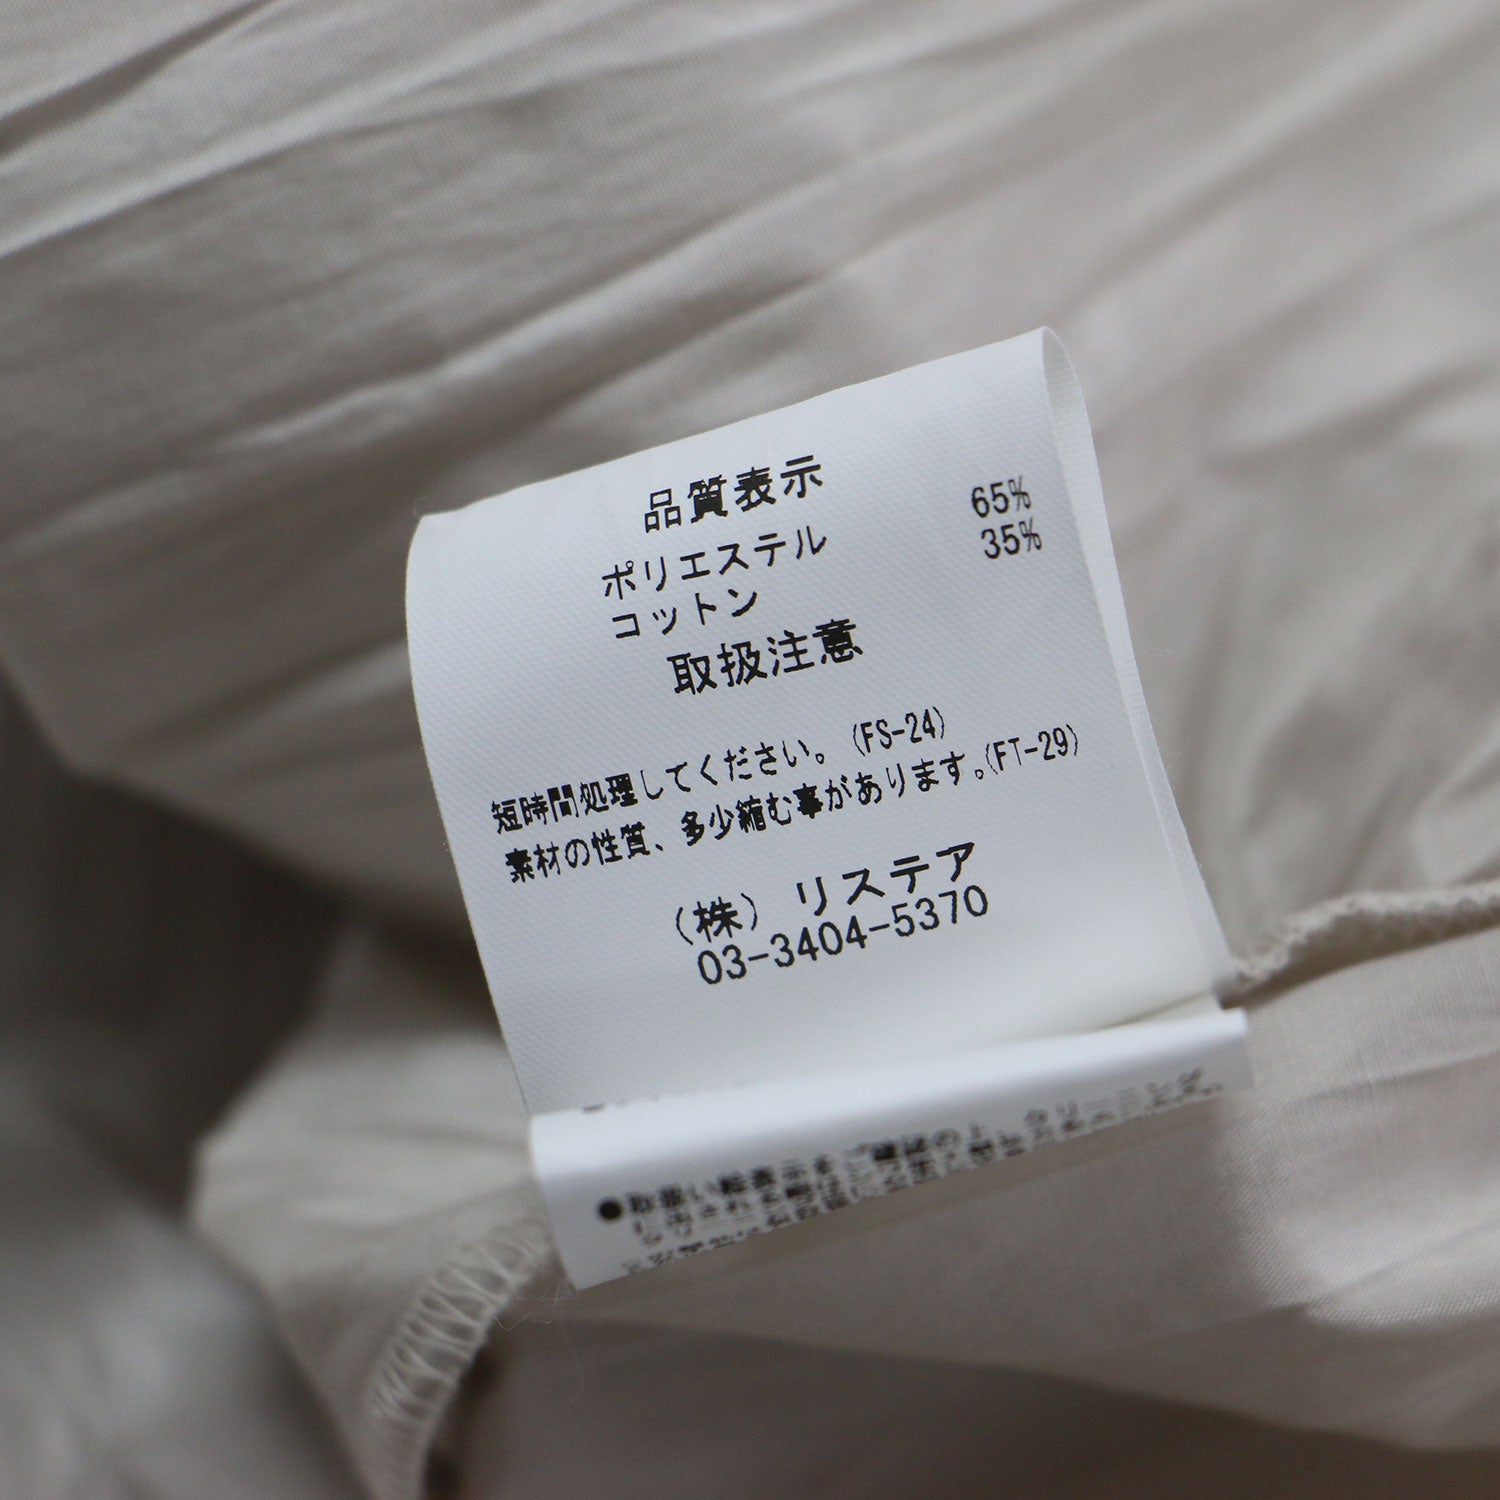 品質表示
ポリエステル 65%
コットン 35%
取扱注意
短時間処理してください。(FS-24)
素材の性質、多少縮む事があります。(FT-29)
(株) リステア
03-3404-5370